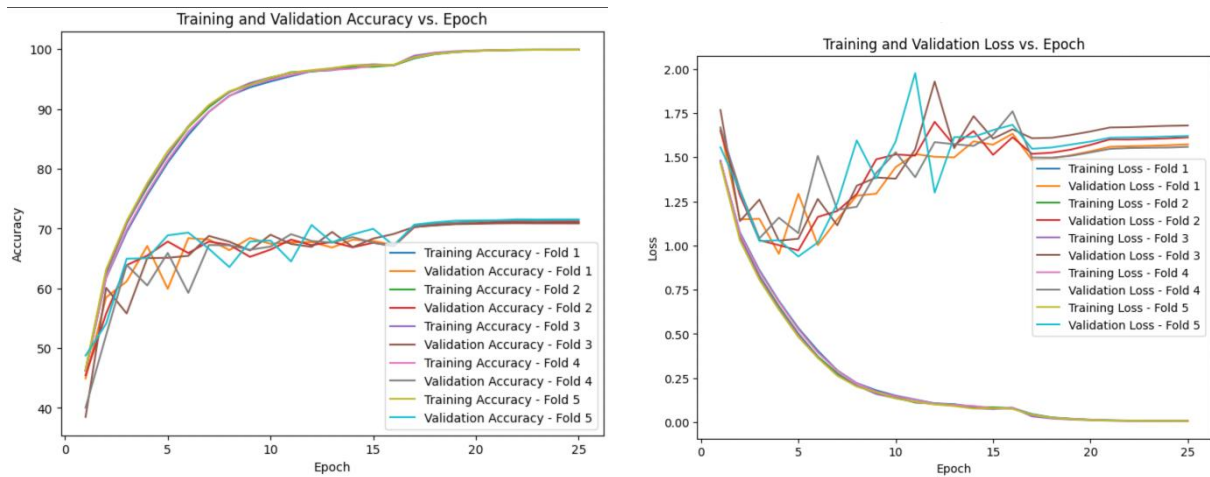 Training and Validation Accuracy vs. Epoch
100
90
80
70
60
50
40
Accuracy
0
5
10
15
20
25
Epoch
Training Accuracy - Fold 1
Validation Accuracy - Fold 1
Training Accuracy - Fold 2
Validation Accuracy - Fold 2
Training Accuracy - Fold 3
Validation Accuracy - Fold 3
Training Accuracy - Fold 4
Validation Accuracy - Fold 4
Training Accuracy - Fold 5
Validation Accuracy - Fold 5
Training and Validation Loss vs. Epoch
2.00
1.75
1.50
1.25
1.00
0.75
0.50
0.25
0.00
Loss
0
5
10
15
20
25
Epoch
Training Loss - Fold 1
Validation Loss - Fold 1
Training Loss - Fold 2
Validation Loss - Fold 2
Training Loss - Fold 3
Validation Loss - Fold 3
Training Loss - Fold 4
Validation Loss - Fold 4
Training Loss - Fold 5
Validation Loss - Fold 5